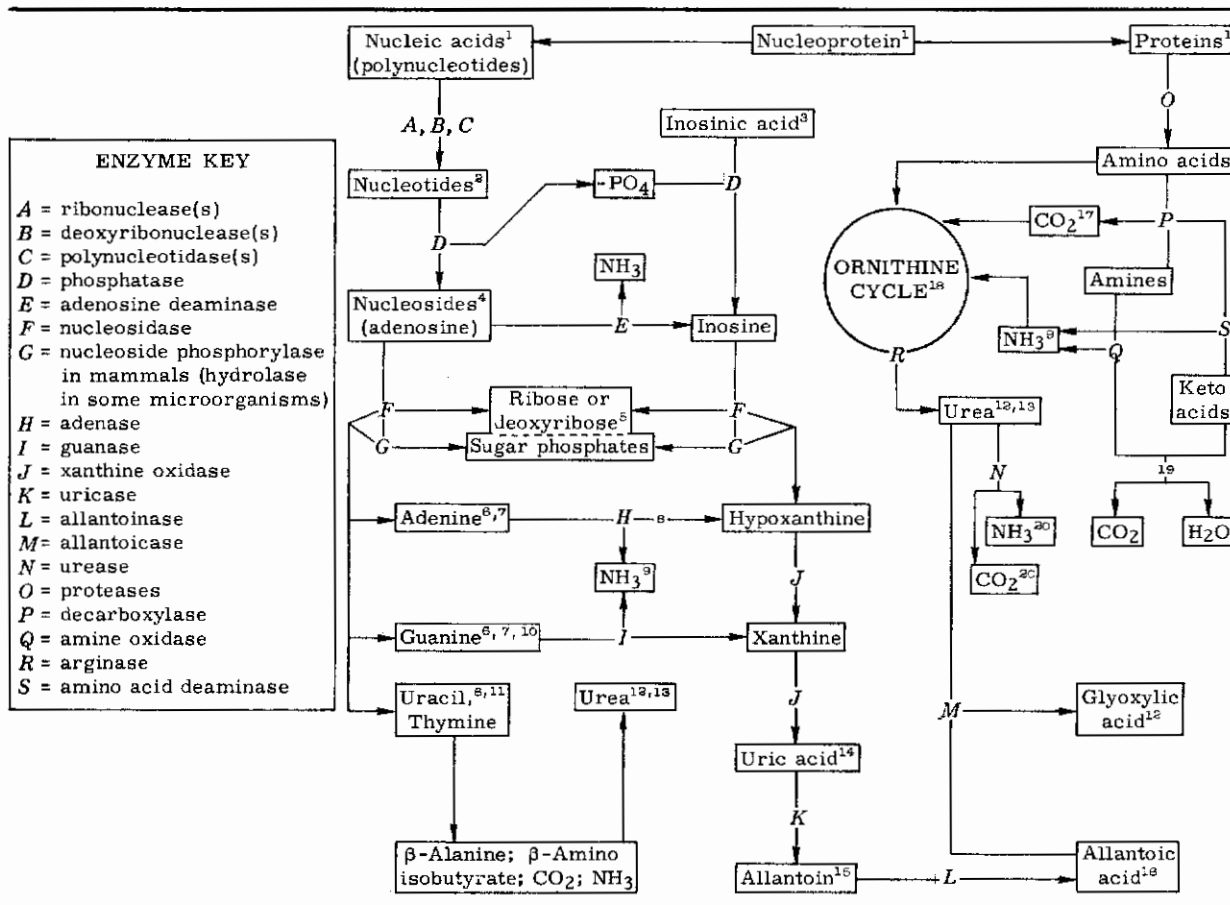 Nucleic acids¹
(polynucleotides)
Nucleoprotein¹
Proteins¹
O
A, B, C
Inosinic acid³
Amino acids
ENZYME KEY
A = ribonuclease(s)
B = deoxyribonuclease(s)
C = polynucleotidase(s)
D = phosphatase
E = adenosine deaminase
F = nucleosidase
G = nucleoside phosphorylase
in mammals (hydrolase
in some microorganisms)
H = adenase
I = guanase
J = xanthine oxidase
K = uricase
L = allantoinase
M = allantoicase
N = urease
O = proteases
P = decarboxylase
Q = amine oxidase
R = arginase
S = amino acid deaminase
Nucleotides²
-PO₄
D
CO₂¹⁷
P
D
NH₃
ORNITHINE
CYCLE¹⁸
Amines
Nucleosides⁴
(adenosine)
E
Inosine
NH₃⁹
S
R
Q
Ribose or
deoxyribose⁵
Sugar phosphates
F
G
F
G
Urea¹²,¹³
Keto
acids
N
19
Adenine⁶,⁷
H
8
Hypoxanthine
NH₃²⁰
CO₂
H₂O
NH₃⁹
J
CO₂²⁰
Guanine⁶,⁷,¹⁰
I
Xanthine
Uracil,⁶,¹¹
Thymine
Urea¹²,¹³
J
M
Glyoxylic
acid¹²
Uric acid¹⁴
K
β-Alanine; β-Amino
isobutyrate; CO₂; NH₃
Allantoin¹⁵
L
Allantoic
acid¹⁶